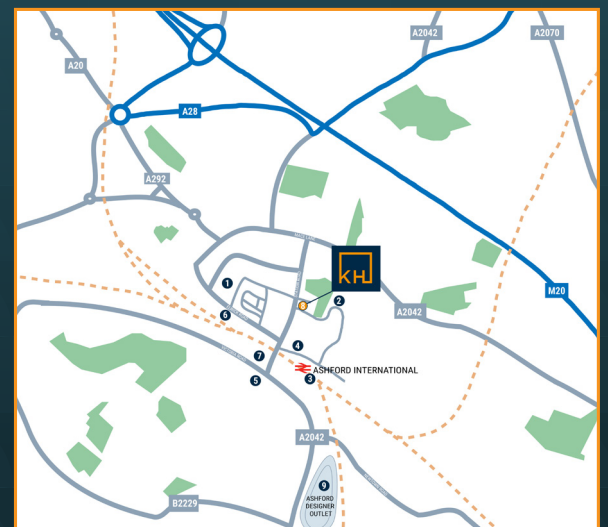 A2042
A2070
A20
A28
A292
KH
M20
1
2
A2042
6
4
7
ASHFORD INTERNATIONAL
5
3
A2042
9
ASHFORD
DESIGNER
OUTLET
B2229